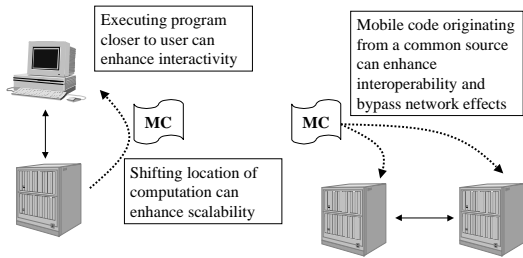 Executing program
closer to user can
enhance interactivity
MC
Shifting location of
computation can
enhance scalability
Mobile code originating
from a common source
can enhance
interoperability and
bypass network effects
MC